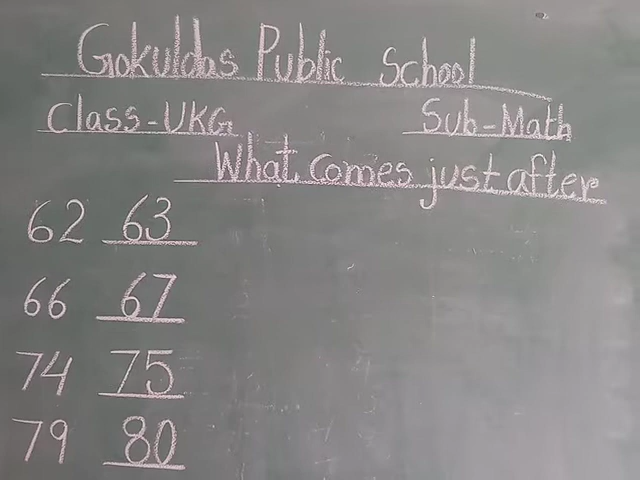 Gokuldas Public School
Class-UKG Sub-Math
What comes just after
62 63
66 67
74 75
79 80